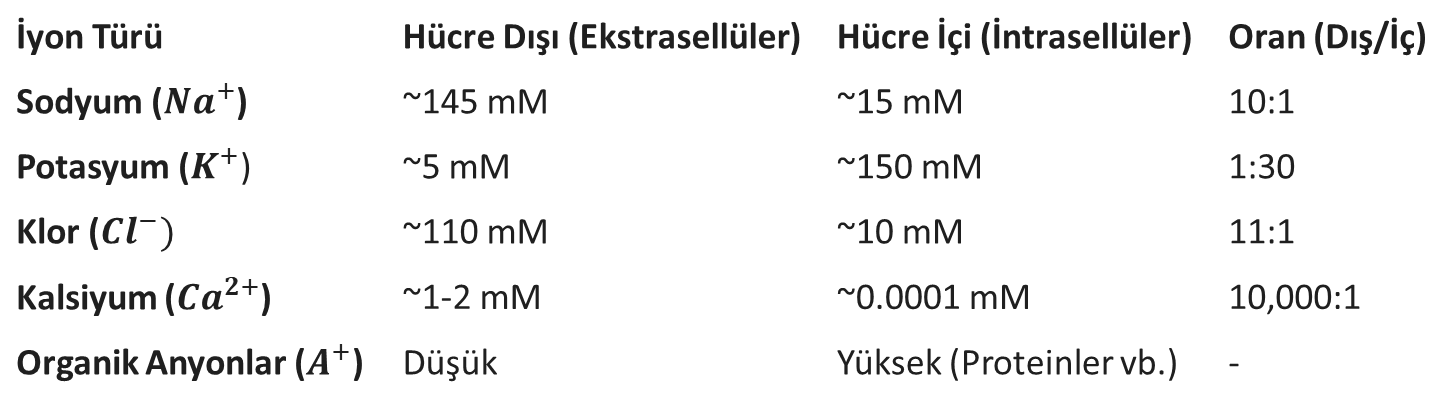 İyon Türü Hücre Dışı (Ekstrasellüler) Hücre İçi (İntrasellüler) Oran (Dış/İç)
Sodyum (Na⁺) ~145 mM ~15 mM 10:1
Potasyum (K⁺) ~5 mM ~150 mM 1:30
Klor (Cl⁻) ~110 mM ~10 mM 11:1
Kalsiyum (Ca²⁺) ~1-2 mM ~0.0001 mM 10,000:1
Organik Anyonlar (A⁺) Düşük Yüksek (Proteinler vb.) -